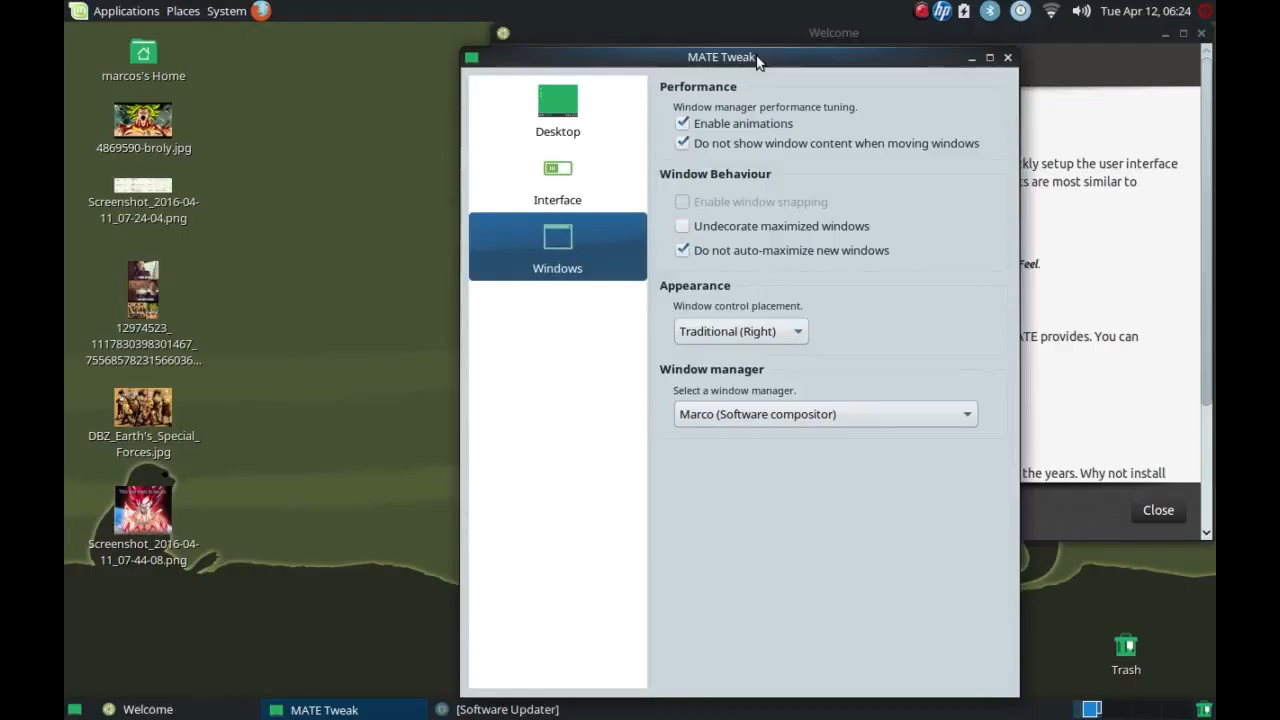 Applications Places System
Tue Apr 12, 06:24
Welcome
marcos's Home
4869590-broly.jpg
Screenshot_2016-04-
11_07-24-04.png
12974523_
1117830398301467_
75568578231566036...
DBZ_Earth's_Special_
Forces.jpg
Screenshot_2016-04-
11_07-44-08.png
MATE Tweak
Desktop
Interface
Windows
Performance
Window manager performance tuning.
Enable animations
Do not show window content when moving windows
Window Behaviour
Enable window snapping
Undecorate maximized windows
Do not auto-maximize new windows
Appearance
Window control placement.
Traditional (Right)
Window manager
Select a window manager.
Marco (Software compositor)
kly setup the user interface
s are most similar to
Feel.
ATE provides. You can
the years. Why not install
Close
Trash
Welcome
MATE Tweak
[Software Updater]